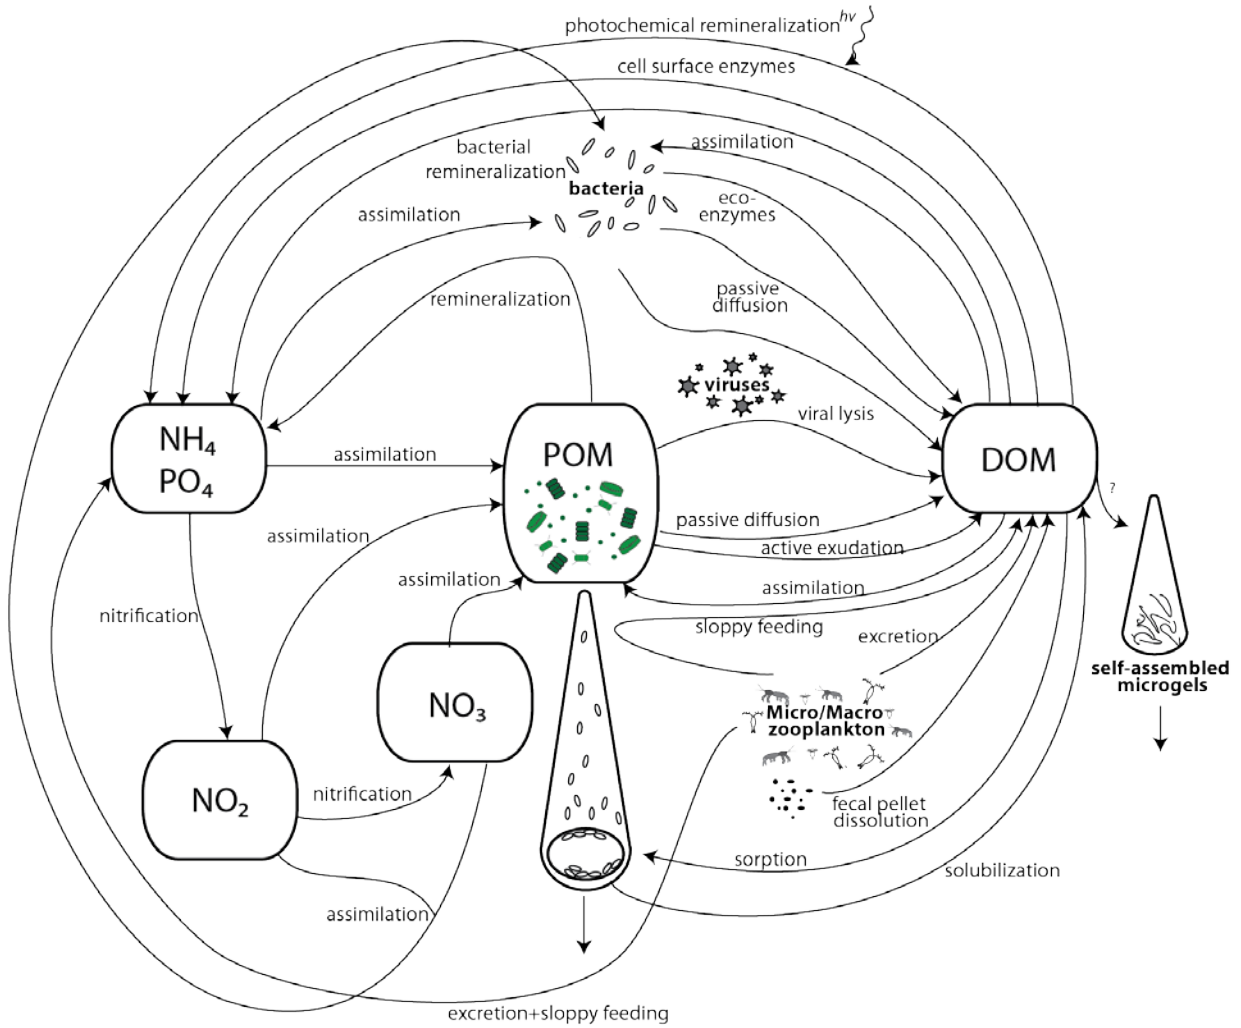 photochemical remineralization
hν
cell surface enzymes
assimilation
bacterial
remineralization
bacteria
eco-
enzymes
assimilation
passive
diffusion
remineralization
viruses
viral lysis
NH4
PO4
assimilation
POM
DOM
?
passive diffusion
active exudation
assimilation
assimilation
assimilation
nitrification
sloppy feeding
excretion
self-assembled
microgels
NO3
Micro/Macro
zooplankton
NO2
nitrification
fecal pellet
dissolution
sorption
solubilization
assimilation
excretion+sloppy feeding